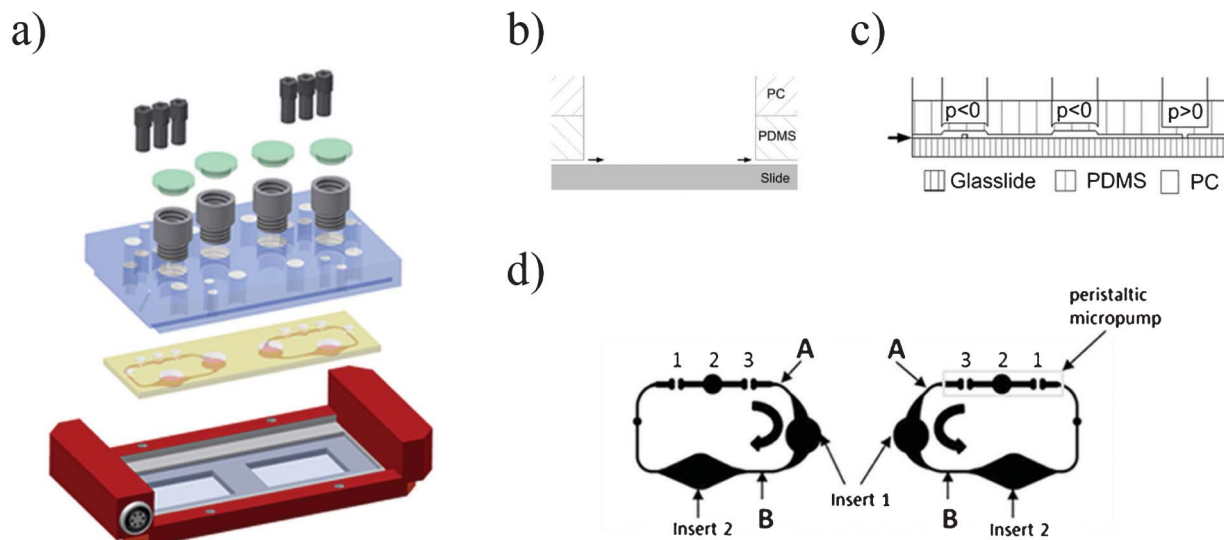 a)
b)
PC
PDMS
Slide
c)
p<0 p<0 p>0
Glasslide PDMS PC
d)
peristaltic
micropump
1 2 3 A A 3 2 1
Insert 1
Insert 2 B B Insert 2